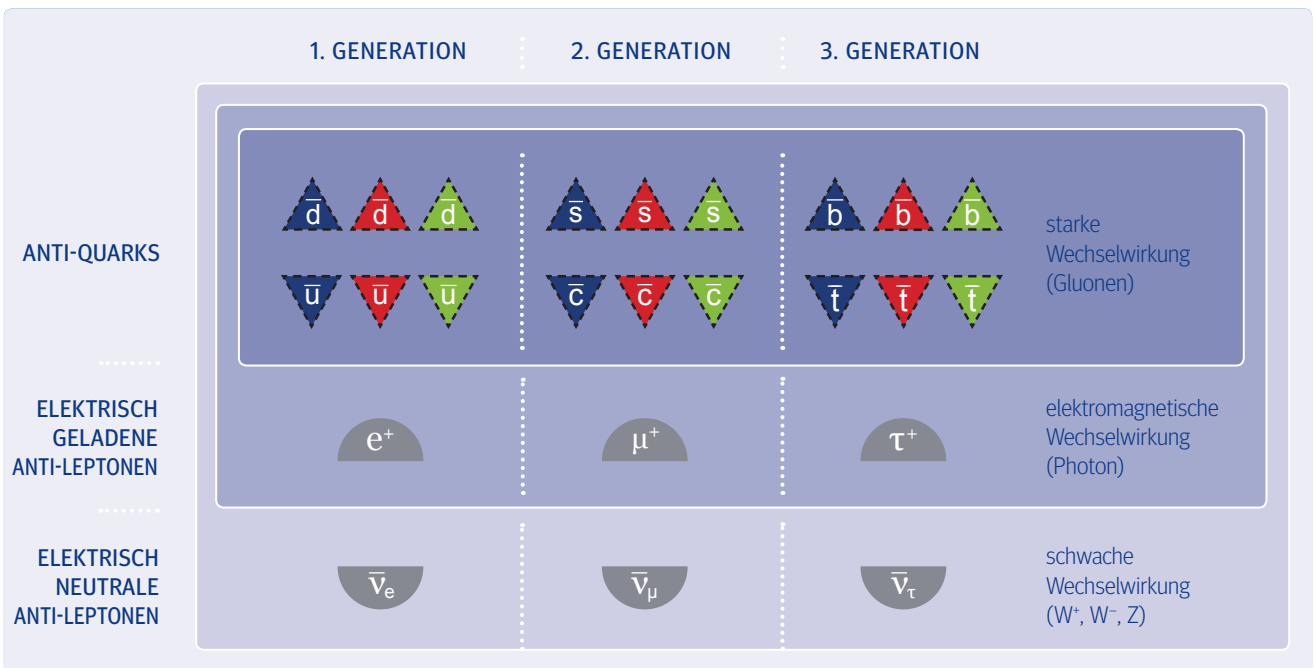 1. GENERATION 2. GENERATION 3. GENERATION
ANTI-QUARKS
d̅ d̅ d̅ s̅ s̅ s̅ b̅ b̅ b̅
u̅ u̅ u̅ c̅ c̅ c̅ t̅ t̅ t̅
starke
Wechselwirkung
(Gluonen)
ELEKTRISCH
GELADENE
ANTI-LEPTONEN
e⁺ μ⁺ τ⁺
elektromagnetische
Wechselwirkung
(Photon)
ELEKTRISCH
NEUTRALE
ANTI-LEPTONEN
ν̅e ν̅μ ν̅τ
schwache
Wechselwirkung
(W⁺, W⁻, Z)